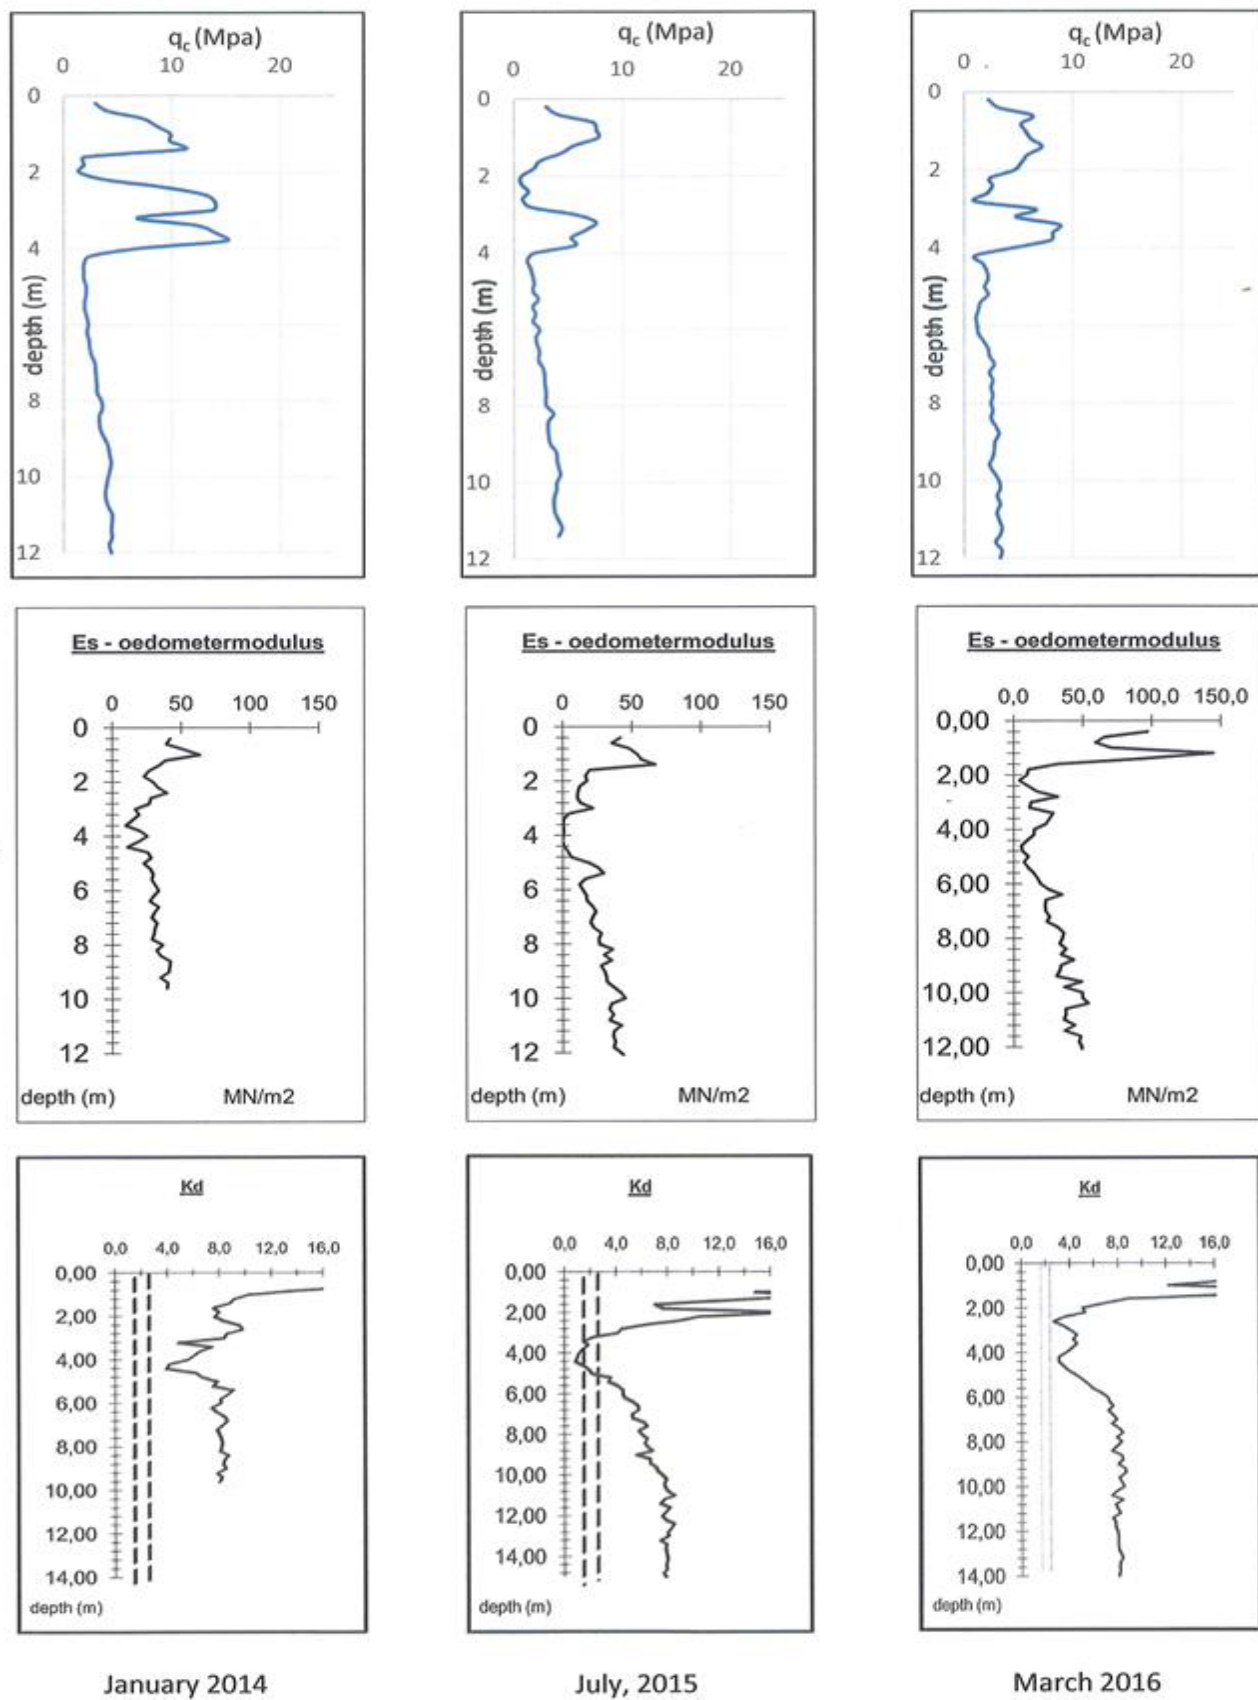 qc (Mpa)
0 10 20
0
2
4
8
10
12
depth (m)
qc (Mpa)
0 10 20
0
2
4
8
10
12
depth (m)
qc (Mpa)
0 10 20
0
2
4
8
10
12
depth (m)
Es - oedometermodulus
0 50 100 150
0
2
4
6
8
10
12
depth (m) MN/m2
Es - oedometermodulus
0 50 100 150
0
2
4
6
8
10
12
depth (m) MN/m2
Es - oedometermodulus
0,0 50,0 100,0 150,0
0,00
2,00
4,00
6,00
8,00
10,00
12,00
depth (m) MN/m2
Kd
0,0 4,0 8,0 12,0 16,0
0,00
2,00
4,00
6,00
8,00
10,00
12,00
14,00
depth (m)
Kd
0,0 4,0 8,0 12,0 16,0
0,00
2,00
4,00
6,00
8,00
10,00
12,00
14,00
depth (m)
Kd
0,0 4,0 8,0 12,0 16,0
0,00
2,00
4,00
6,00
8,00
10,00
12,00
14,00
depth (m)
January 2014
July, 2015
March 2016